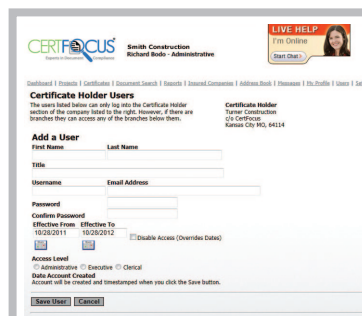 CERTFOCUS
Experts in Document Compliance
Smith Construction
Richard Bodo - Administrative
LIVE HELP
I'm Online
Start Chat
Dashboard | Projects | Certificates | Document Search | Reports | Insured Companies | Address Book | Messages | My Profile | Users |
Certificate Holder Users
The users listed below can only log into the Certificate Holder
section of the company listed to the right. However, if there are
branches they can access any of the branches below them.
Certificate Holder
Turner Construction
c/o CertFocus
Kansas City MO, 64114
Add a User
First Name Last Name
Title
Username Email Address
Password
Confirm Password
Effective From Effective To
10/28/2011 10/28/2012
Disable Access (Overrides Dates)
Access Level
Administrative Executive Clerical
Date Account Created
Account will be created and timestamped when you click the Save button.
Save User Cancel